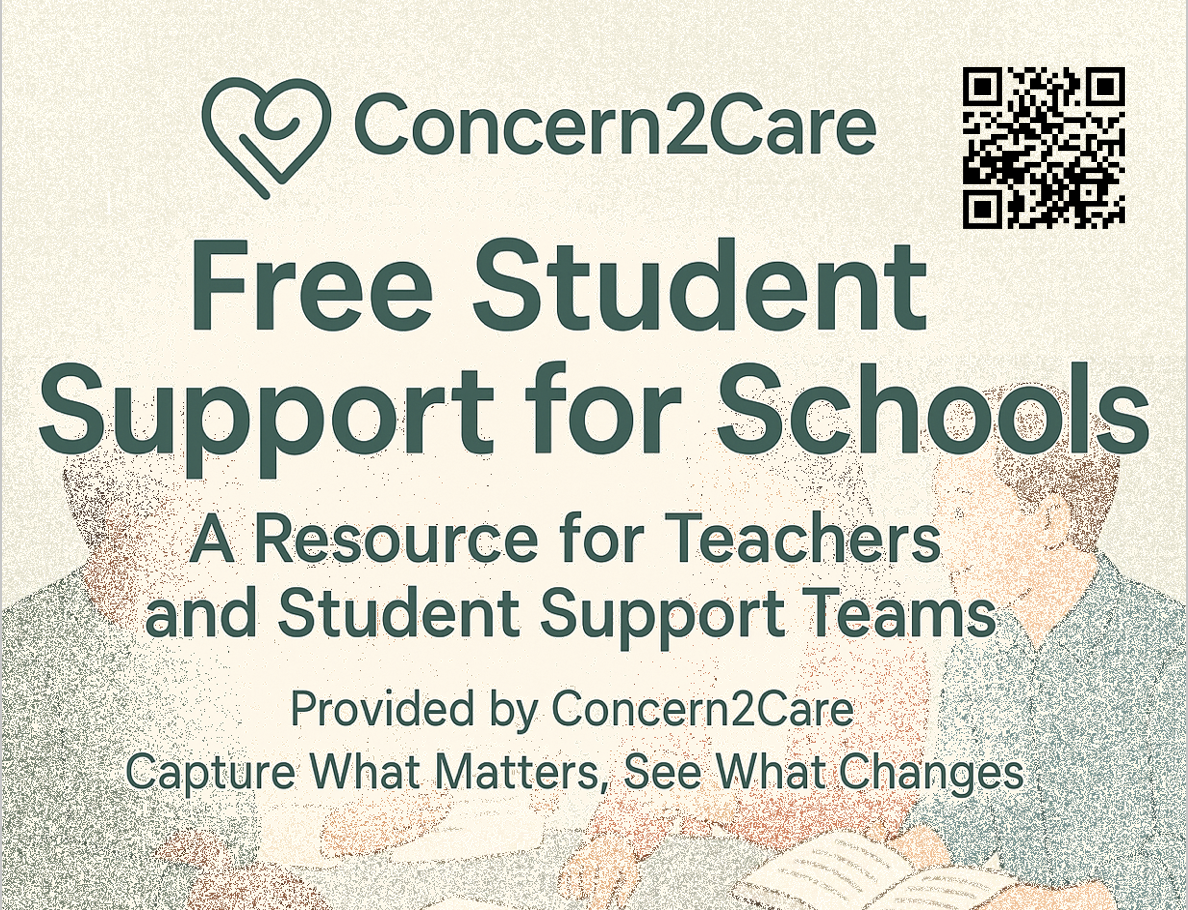 Concern2Care
Free Student
Support for Schools
A Resource for Teachers
and Student Support Teams
Provided by Concern2Care
Capture What Matters, See What Changes